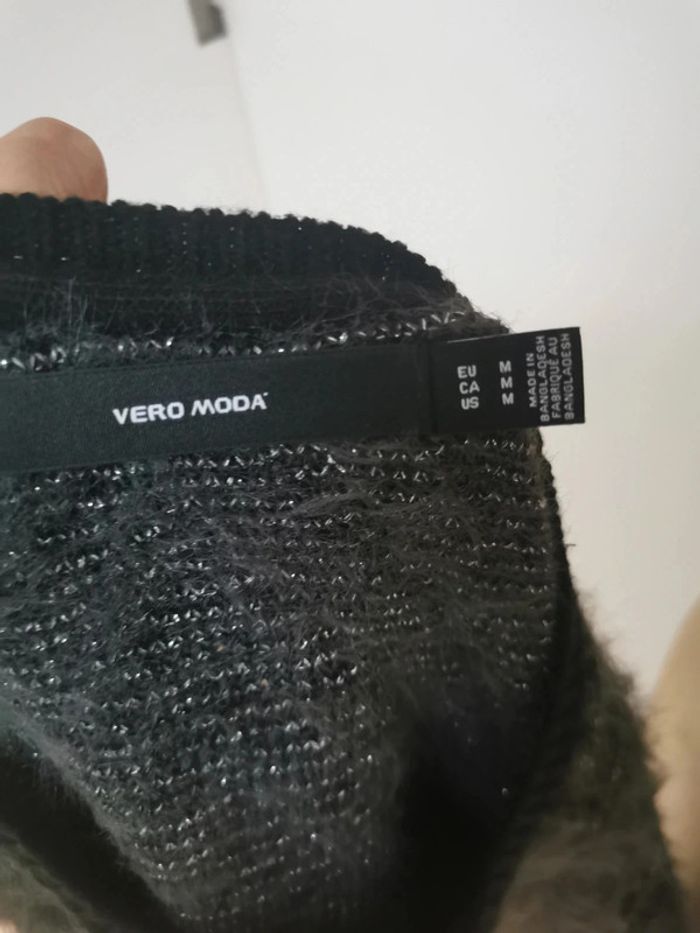 VERO MODA
EU M
CA M
US M
MADE IN
BANGLADESH
FABRIQUÉ AU
BANGLADESH